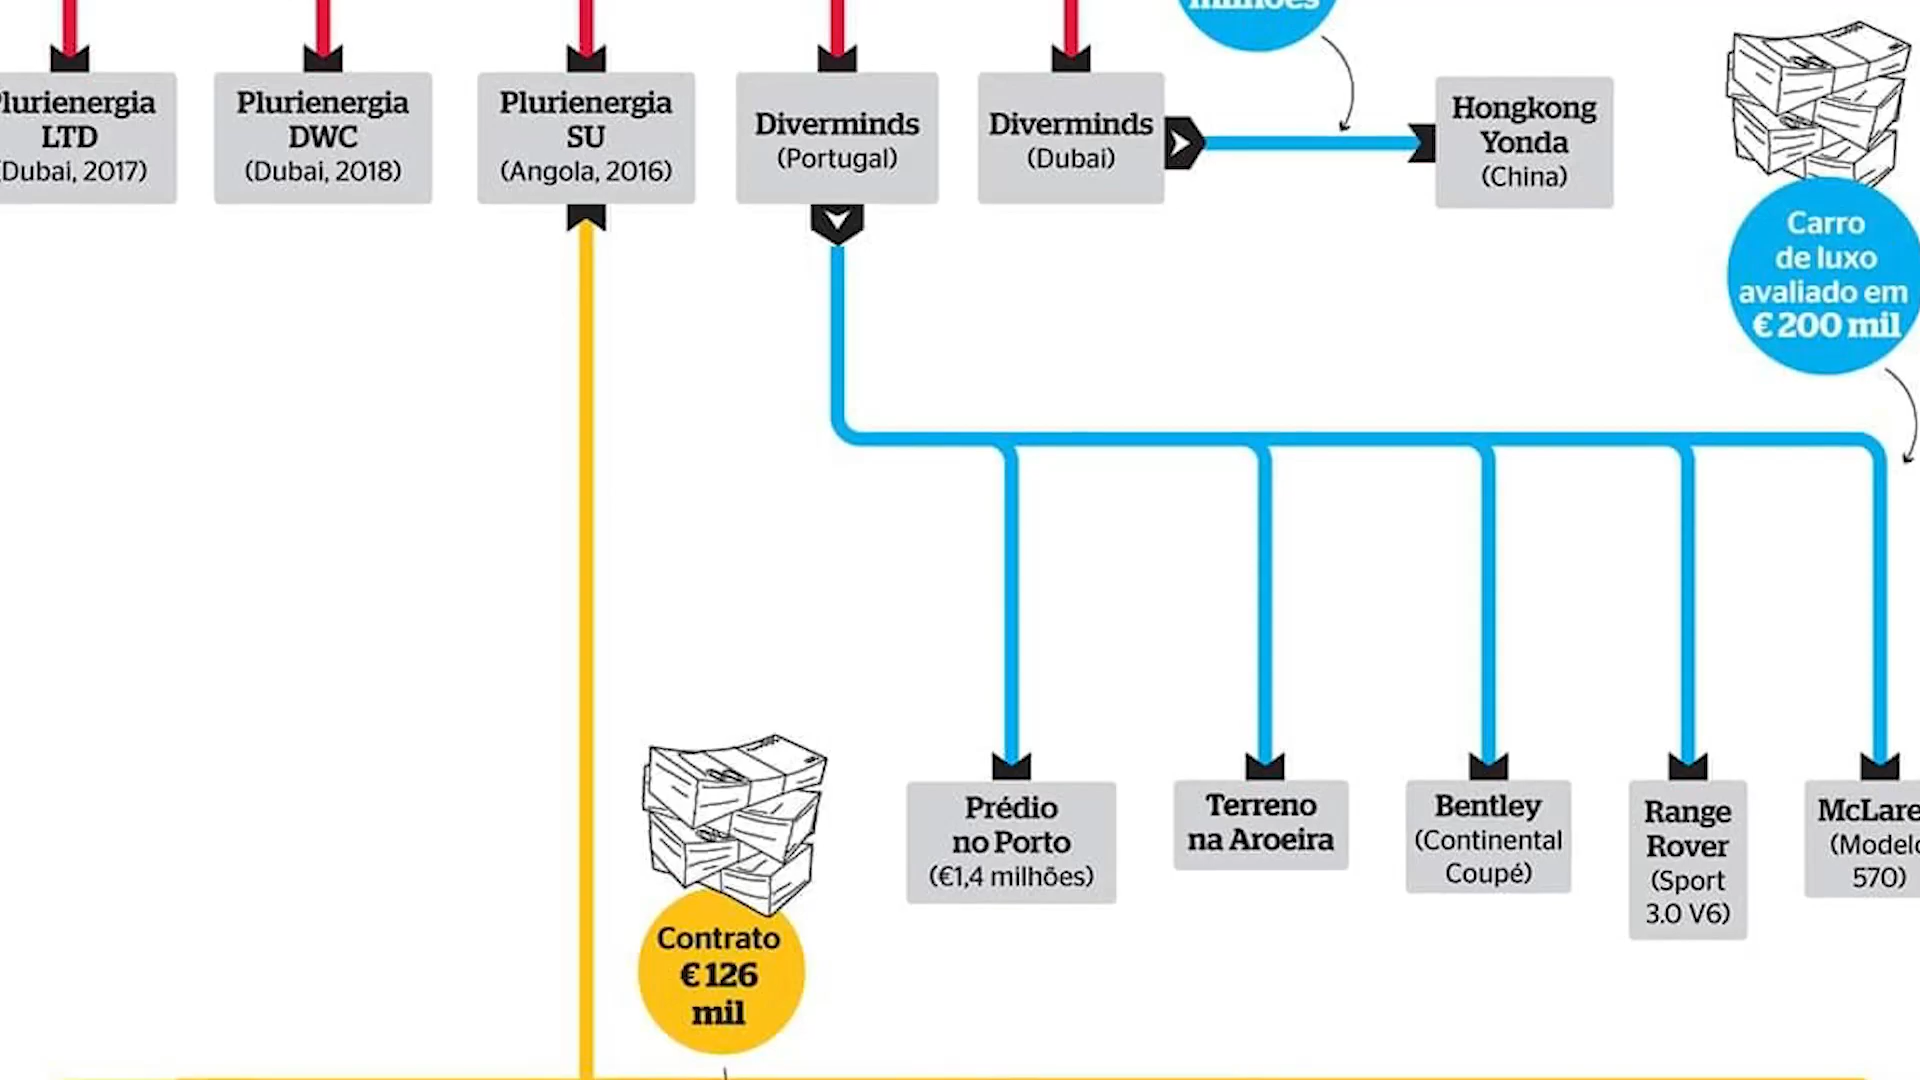 milhões
Plurienergia
LTD
(Dubai, 2017)
Plurienergia
DWC
(Dubai, 2018)
Plurienergia
SU
(Angola, 2016)
Diverminds
(Portugal)
Diverminds
(Dubai)
Hongkong
Yonda
(China)
Carro
de luxo
avaliado em
€ 200 mil
Prédio
no Porto
(€1,4 milhões)
Terreno
na Aroeira
Bentley
(Continental
Coupé)
Range
Rover
(Sport
3.0 V6)
McLare
(Modelo
570)
Contrato
€ 126
mil